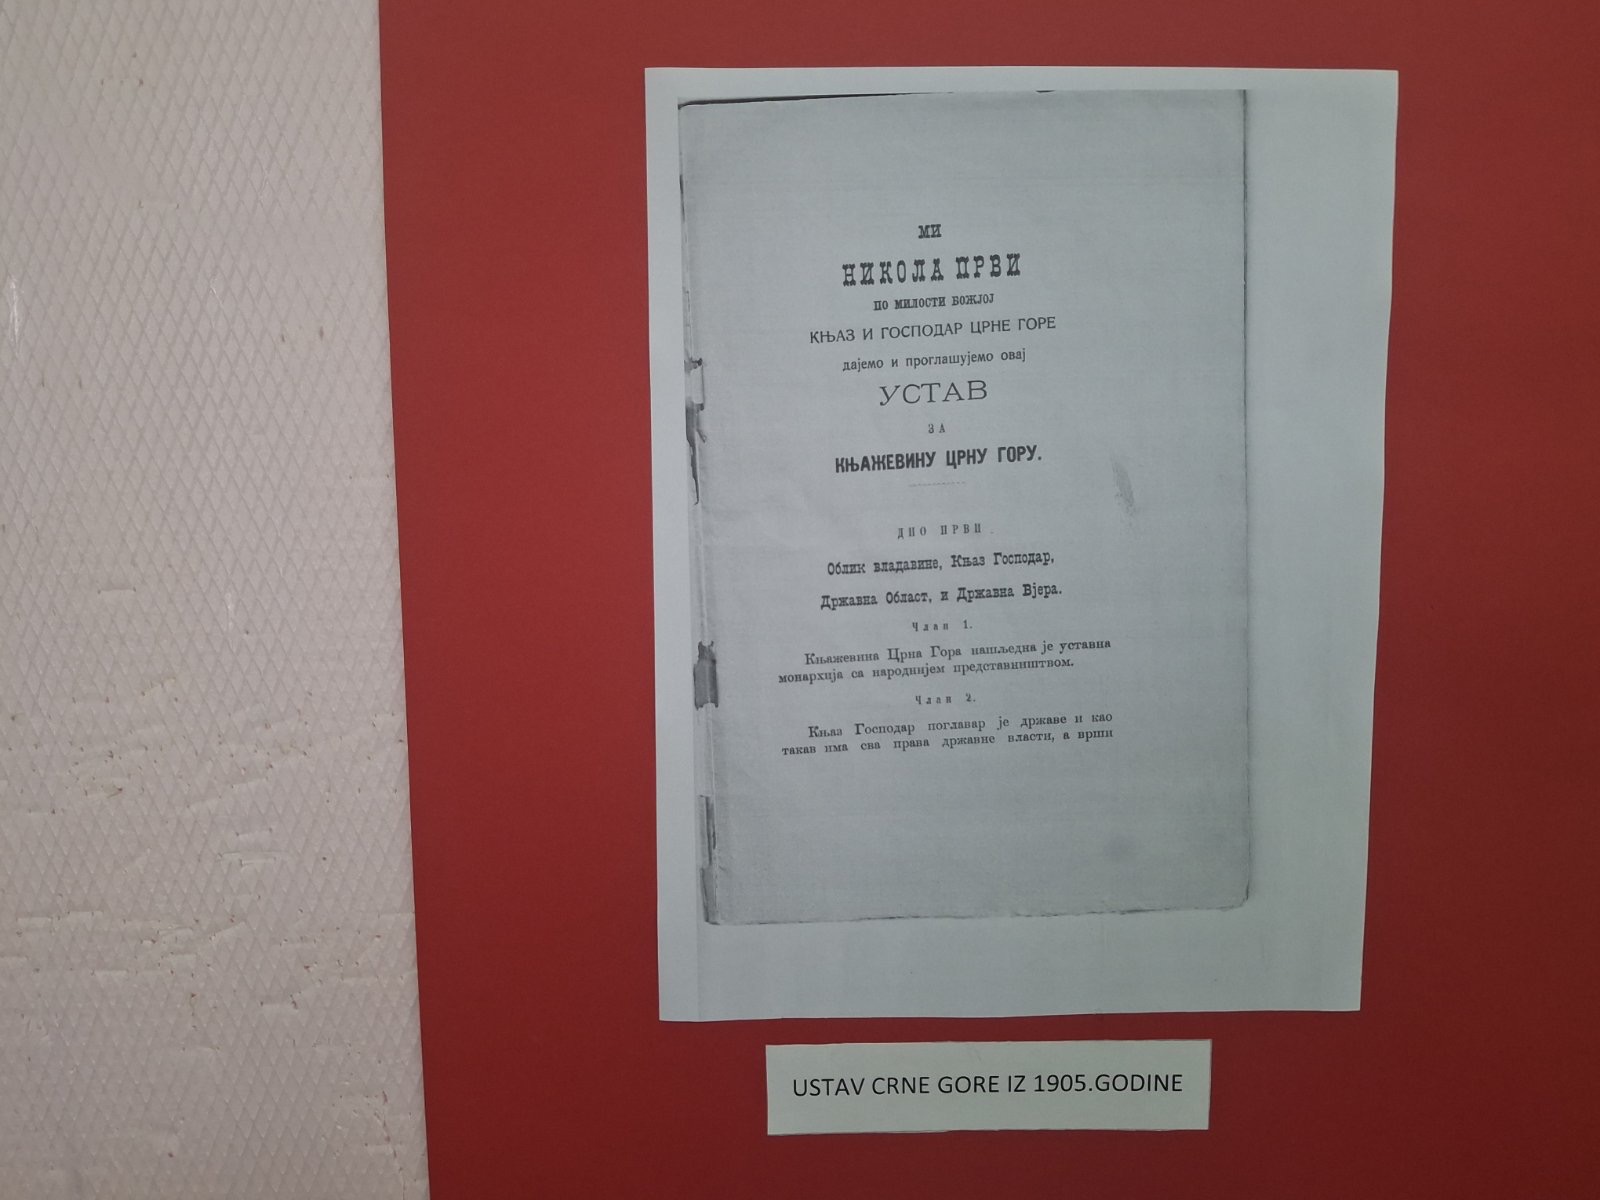 МИ
НИКОЛА ПРВИ
ПО МИЛОСТИ БОЖЈОЈ
КЊАЗ И ГОСПОДАР ЦРНЕ ГОРЕ
дајемо и проглашујемо овај
УСТАВ
ЗА
КЊАЖЕВИНУ ЦРНУ ГОРУ.
ДИО ПРВИ
Облик владавине, Књаз Господар,
Државна Област, и Државна Вјера.
Члан 1.
Књажевина Црна Гора нашљедна је уставна
монархија са народнијем представништвом.
Члан 2.
Књаз Господар поглавар је државе и као
такав има сва права државне власти, а врши
USTAV CRNE GORE IZ 1905.GODINE